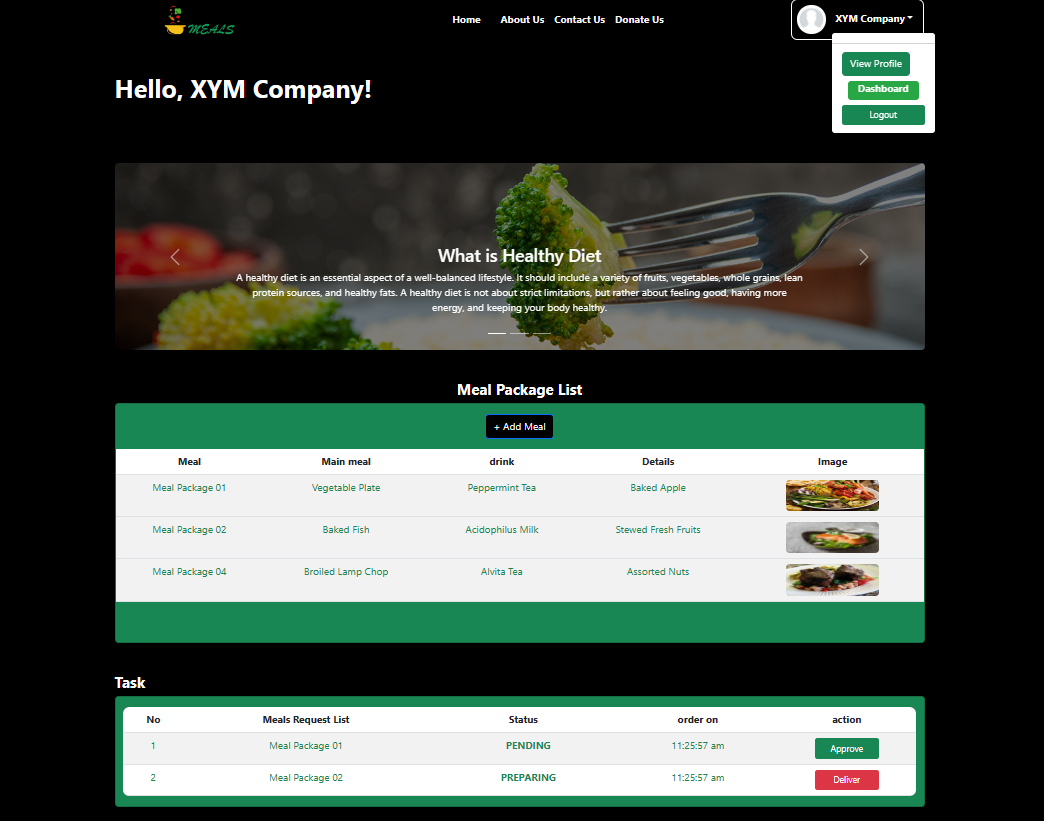 MEALS
Home About Us Contact Us Donate Us
XYM Company
View Profile
Dashboard
Logout
Hello, XYM Company!
What is Healthy Diet
A healthy diet is an essential aspect of a well-balanced lifestyle. It should include a variety of fruits, vegetables, whole grains, lean
protein sources, and healthy fats. A healthy diet is not about strict limitations, but rather about feeling good, having more
energy, and keeping your body healthy.
Meal Package List
+ Add Meal
Meal Main meal drink Details Image
Meal Package 01 Vegetable Plate Peppermint Tea Baked Apple
Meal Package 02 Baked Fish Acidophilus Milk Stewed Fresh Fruits
Meal Package 04 Broiled Lamp Chop Alvita Tea Assorted Nuts
Task
No Meals Request List Status order on action
1 Meal Package 01 PENDING 11:25:57 am Approve
2 Meal Package 02 PREPARING 11:25:57 am Deliver